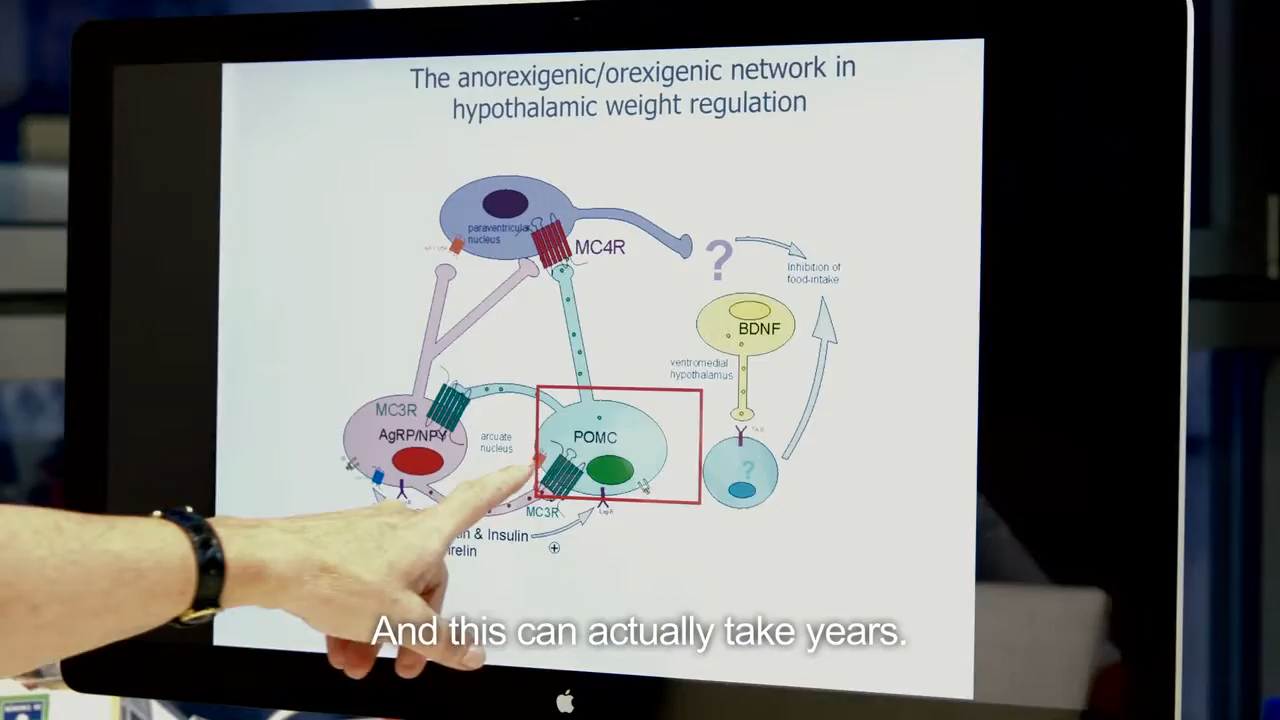 The anorexigenic/orexigenic network in
hypothalamic weight regulation
paraventricular
nucleus
MC4R
?
Inhibition of
food-intake
BDNF
ventromedial
hypothalamus
MC3R
AgRP/NPY
arcuate
nucleus
POMC
?
MC3R
& Insulin
And this can actually take years.